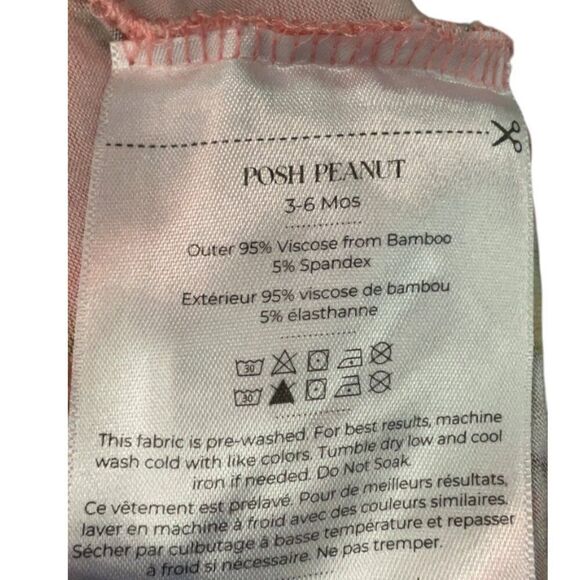 POSH PEANUT
3-6 Mos
Outer 95% Viscose from Bamboo
5% Spandex
Extérieur 95% viscose de bambou
5% élasthanne
30
30
This fabric is pre-washed. For best results, machine
wash cold with like colors. Tumble dry low and cool
iron if needed. Do Not Soak.
Ce vêtement est prélavé. Pour de meilleurs résultats,
laver en machine à froid avec des couleurs similaires.
Sécher par culbutage à basse température et repasser
à froid si nécessaire. Ne pas tremper.